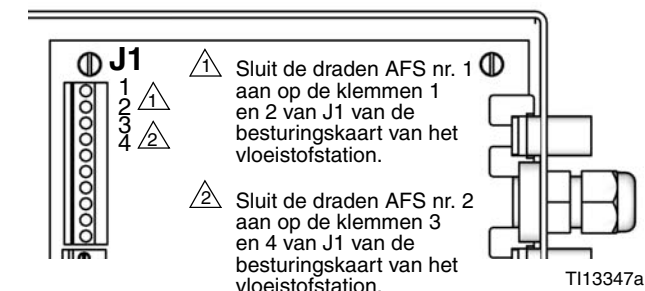 J1
1
2
3
4
1
2
1 Sluit de draden AFS nr. 1
aan op de klemmen 1
en 2 van J1 van de
besturingskaart van het
vloeistofstation.
2 Sluit de draden AFS nr. 2
aan op de klemmen 3
en 4 van J1 van de
besturingskaart van het
vloeistofstation.
TI13347a